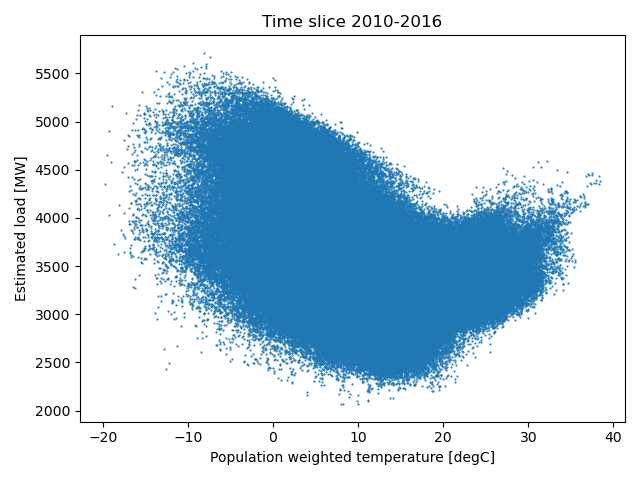 Time slice 2010-2016
Estimated load [MW]
5500
5000
4500
4000
3500
3000
2500
2000
−20 −10 0 10 20 30 40
Population weighted temperature [degC]